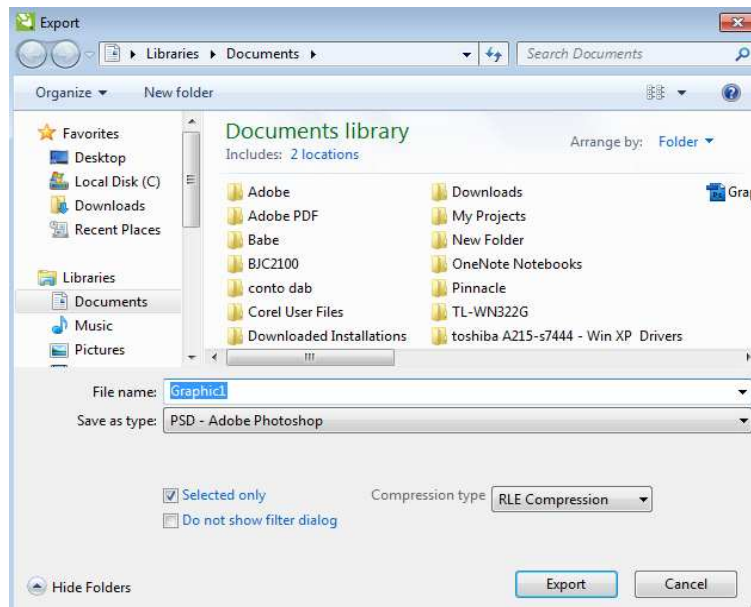 Export
Libraries Documents
Search Documents
Organize New folder
Favorites
Desktop
Local Disk (C)
Downloads
Recent Places
Libraries
Documents
Music
Pictures
Documents library
Includes: 2 locations
Arrange by: Folder
Adobe
Adobe PDF
Babe
BJC2100
conto dab
Corel User Files
Downloaded Installations
Downloads
My Projects
New Folder
OneNote Notebooks
Pinnacle
TL-WN322G
toshiba A215-s7444 - Win XP Drivers
Gra
File name: Graphic1
Save as type: PSD - Adobe Photoshop
Selected only
Compression type RLE Compression
Do not show filter dialog
Hide Folders
Export Cancel